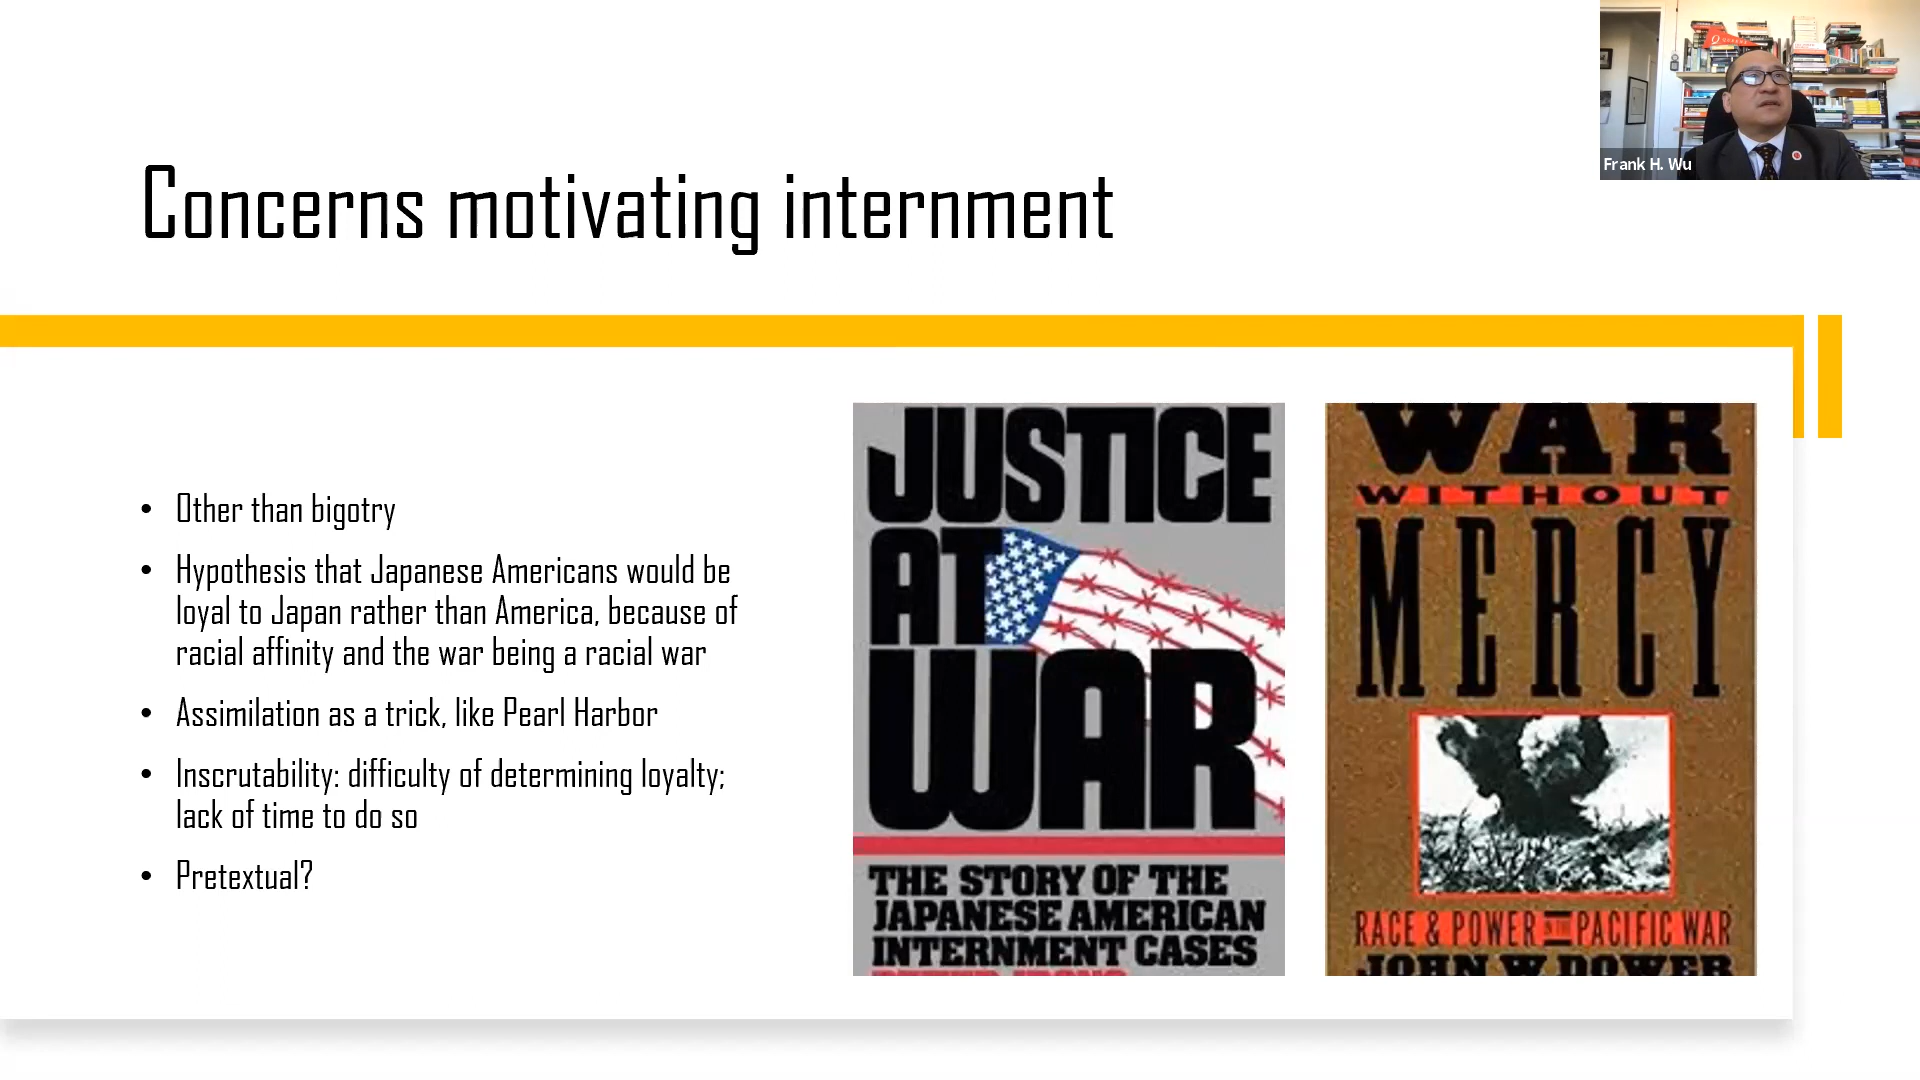 Frank H. Wu
Concerns motivating internment
• Other than bigotry
• Hypothesis that Japanese Americans would be
loyal to Japan rather than America, because of
racial affinity and the war being a racial war
• Assimilation as a trick, like Pearl Harbor
• Inscrutability: difficulty of determining loyalty;
lack of time to do so
• Pretextual?
JUSTICE
AT
WAR
THE STORY OF THE
JAPANESE AMERICAN
INTERNMENT CASES
WAR
WITHOUT
MERCY
RACE & POWER IN THE PACIFIC WAR
JOHN W. DOWER